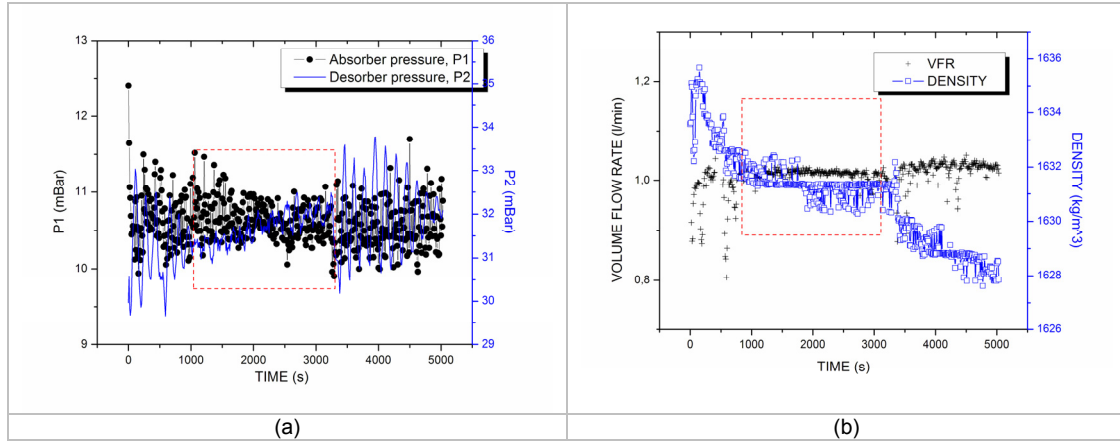 36
35
34
33
32
31
30
29
P2 (mBar)
13
12
11
10
9
P1 (mBar)
Absorber pressure, P1
Desorber pressure, P2
0 1000 2000 3000 4000 5000
TIME (s)
(a)
1,2
1,0
0,8
VOLUME FLOW RATE (l/min)
VFR
DENSITY
1636
1634
1632
1630
1628
1626
DENSITY (kg/m^3)
0 1000 2000 3000 4000 5000
TIME (s)
(b)